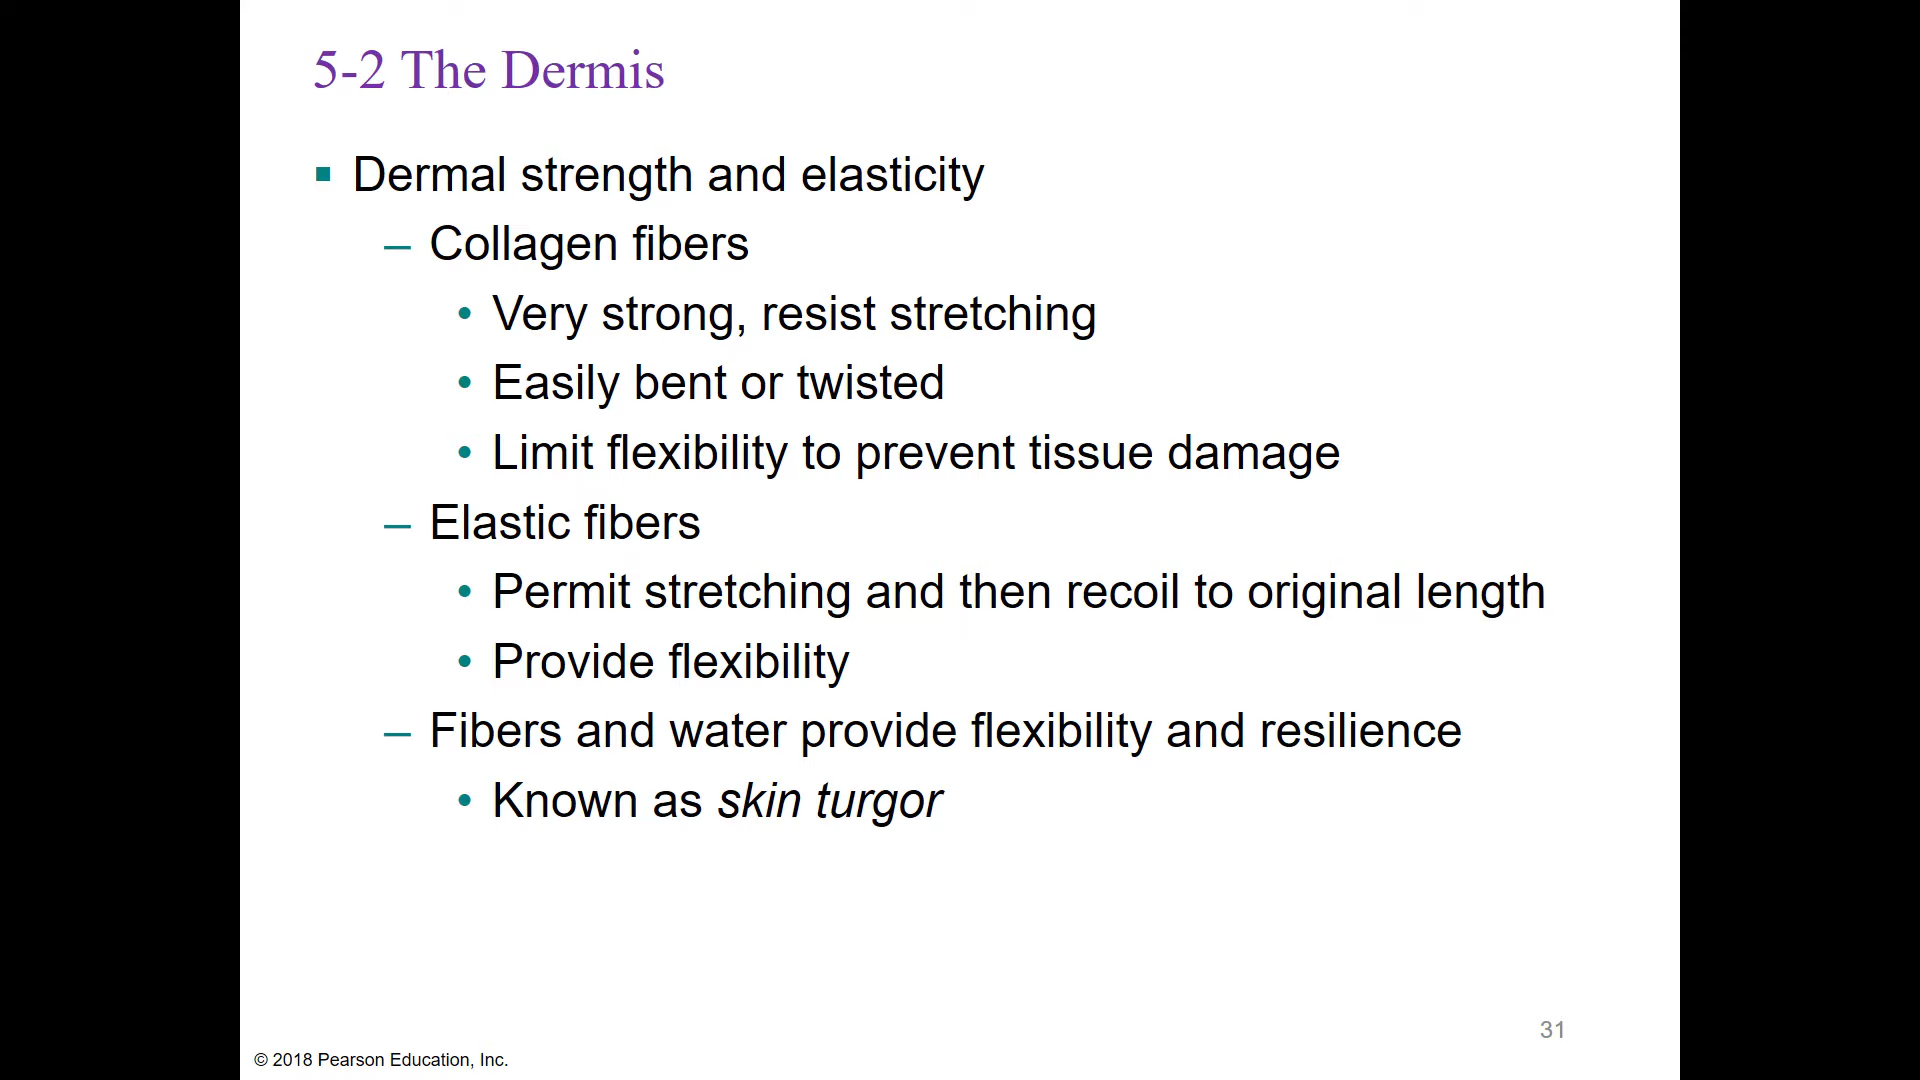 5-2 The Dermis
▪ Dermal strength and elasticity
– Collagen fibers
• Very strong, resist stretching
• Easily bent or twisted
• Limit flexibility to prevent tissue damage
– Elastic fibers
• Permit stretching and then recoil to original length
• Provide flexibility
– Fibers and water provide flexibility and resilience
• Known as skin turgor
31
© 2018 Pearson Education, Inc.